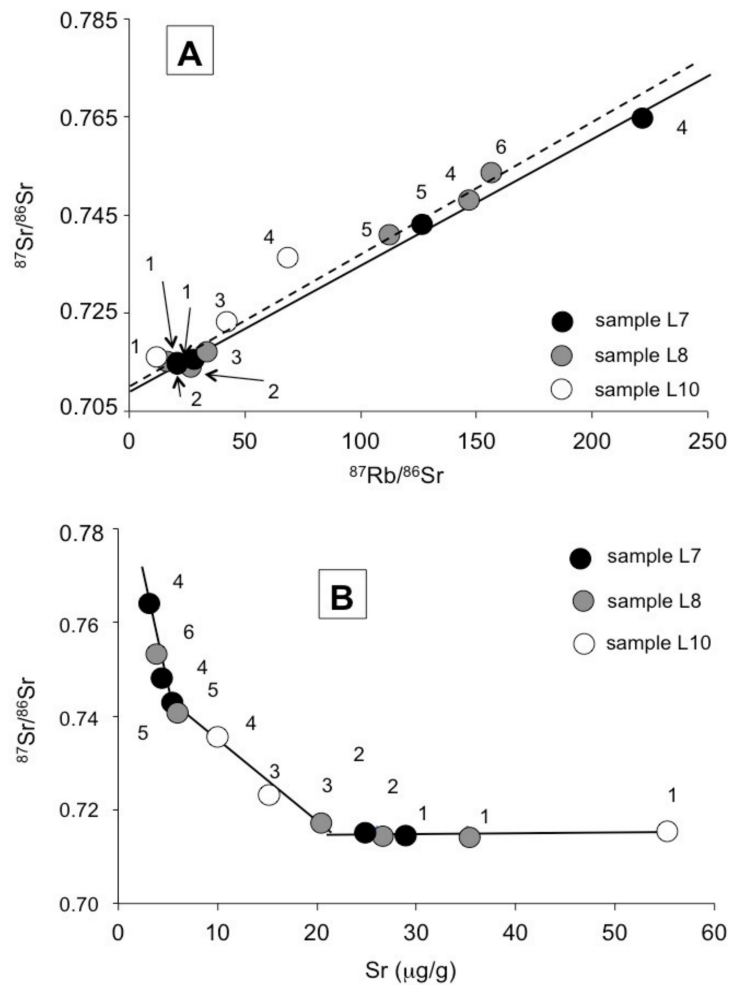 0.785
A
0.765
4
6
4
5
5
0.745
⁸⁷Sr/⁸⁶Sr
4
1
1
0.725
3
1
3
sample L7
sample L8
sample L10
2
2
0.705
0 50 100 150 200 250
⁸⁷Rb/⁸⁶Sr
0.78
B
sample L7
sample L8
sample L10
4
0.76
6
4
5
5
4
0.74
⁸⁷Sr/⁸⁶Sr
2
3
3
2
1
1
1
0.72
0.70
0 10 20 30 40 50 60
Sr (μg/g)